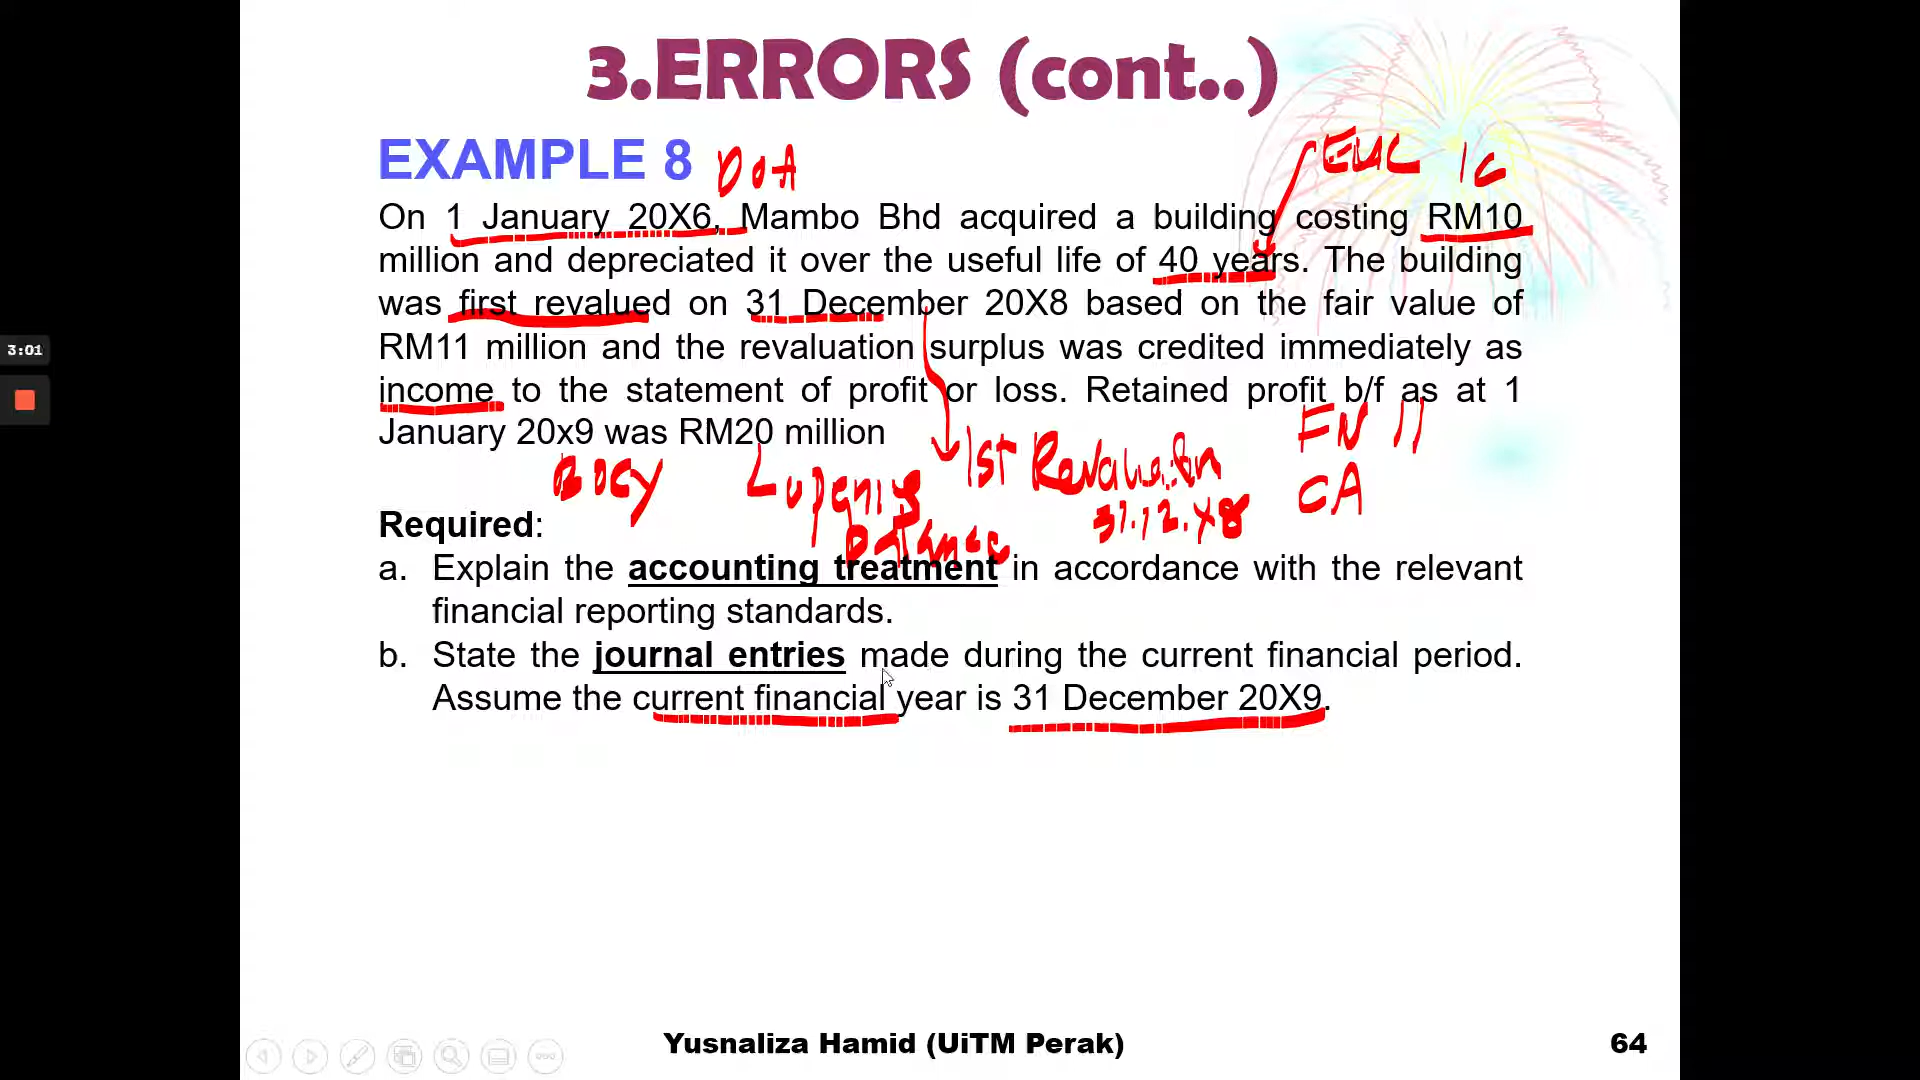 3.ERRORS (cont..)
EXAMPLE 8 DOA
EUL IC
On 1 January 20X6, Mambo Bhd acquired a building costing RM10
million and depreciated it over the useful life of 40 years. The building
was first revalued on 31 December 20X8 based on the fair value of
3:01
RM11 million and the revaluation surplus was credited immediately as
income to the statement of profit or loss. Retained profit b/f as at 1
January 20x9 was RM20 million
FV 11
BOCY
opening
balance
1st Revaluation
31.12.X8
CA
Required:
a. Explain the accounting treatment in accordance with the relevant
financial reporting standards.
b. State the journal entries made during the current financial period.
Assume the current financial year is 31 December 20X9.
Yusnaliza Hamid (UiTM Perak)
64